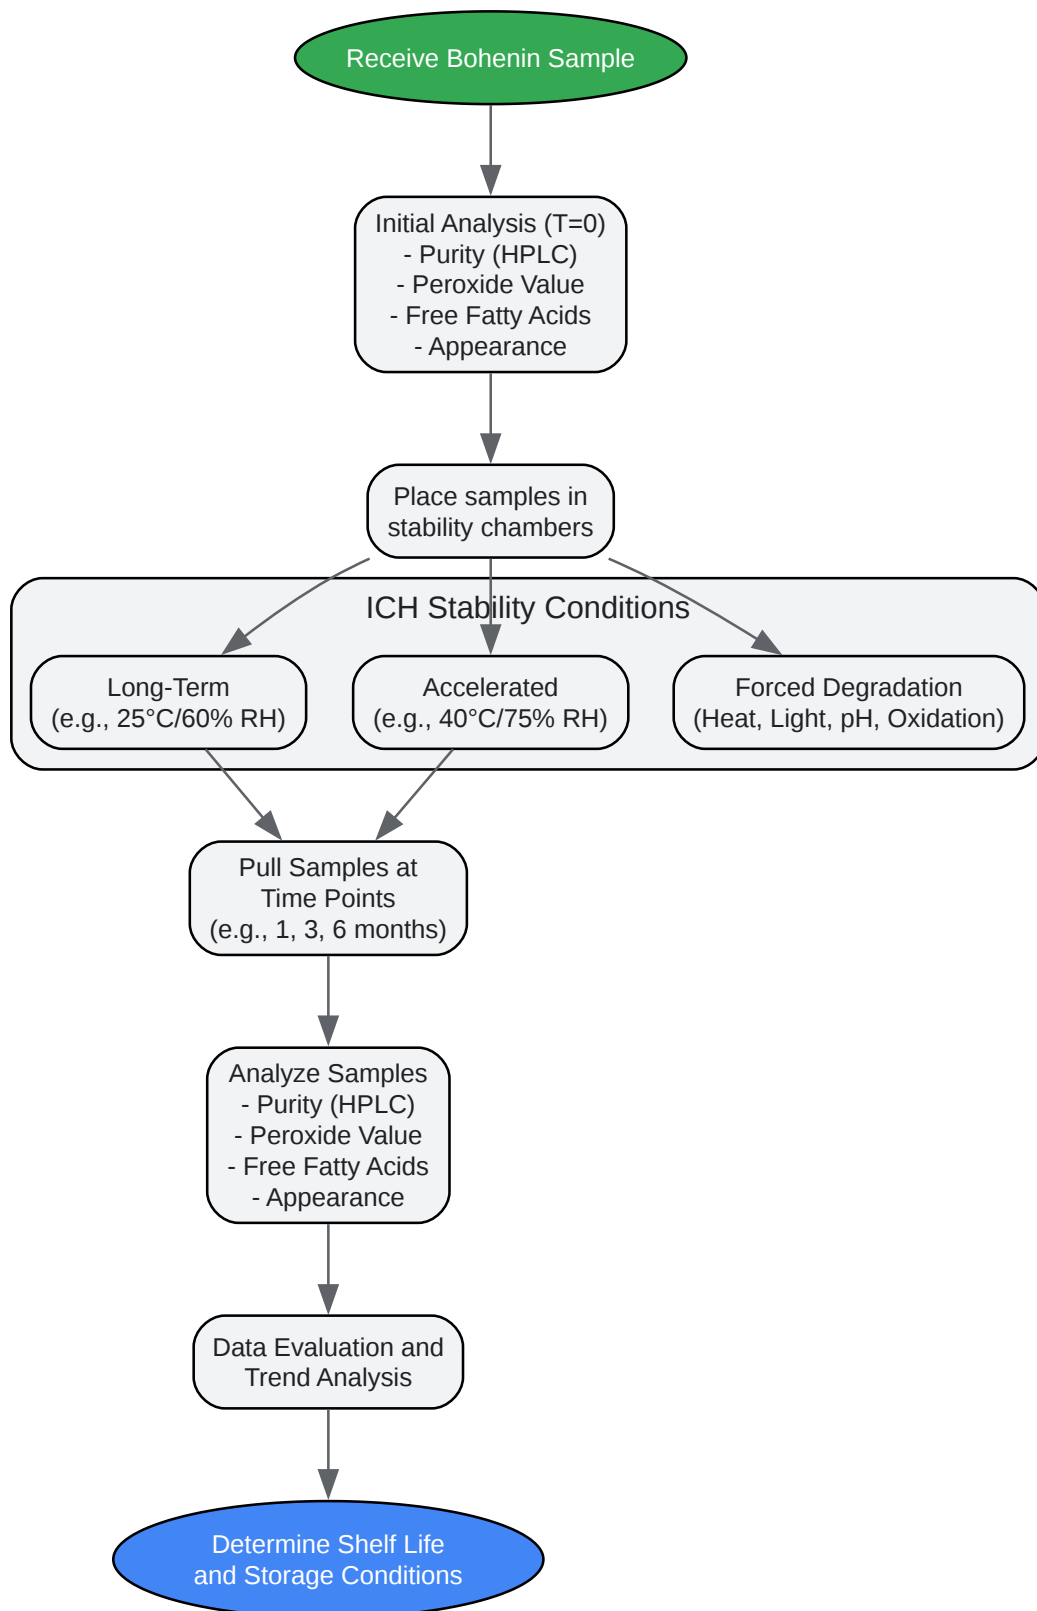 Receive Bohenin Sample
Initial Analysis (T=0)
- Purity (HPLC)
- Peroxide Value
- Free Fatty Acids
- Appearance
Place samples in
stability chambers
ICH Stability Conditions
Long-Term
(e.g., 25°C/60% RH)
Accelerated
(e.g., 40°C/75% RH)
Forced Degradation
(Heat, Light, pH, Oxidation)
Pull Samples at
Time Points
(e.g., 1, 3, 6 months)
Analyze Samples
- Purity (HPLC)
- Peroxide Value
- Free Fatty Acids
- Appearance
Data Evaluation and
Trend Analysis
Determine Shelf Life
and Storage Conditions